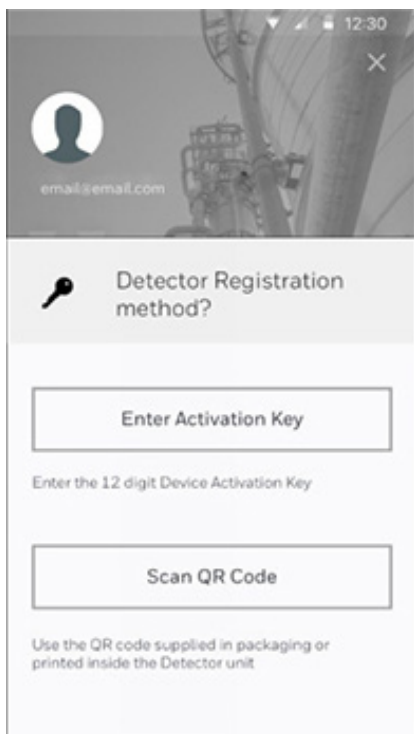 12:30
email@email.com
Detector Registration
method?
Enter Activation Key
Enter the 12 digit Device Activation Key
Scan QR Code
Use the QR code supplied in packaging or
printed inside the Detector unit